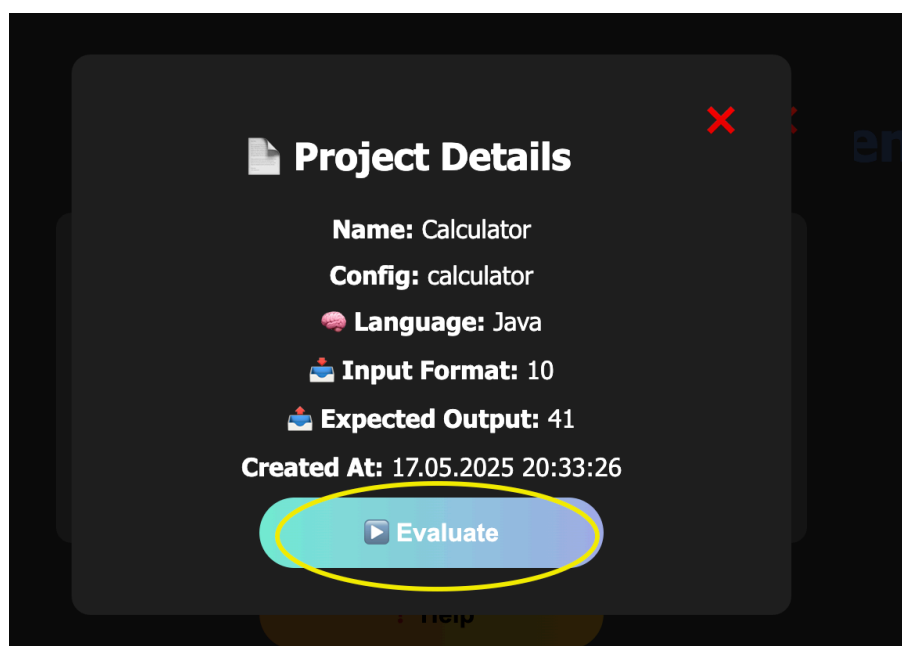 Project Details
Name: Calculator
Config: calculator
Language: Java
Input Format: 10
Expected Output: 41
Created At: 17.05.2025 20:33:26
Evaluate
Help